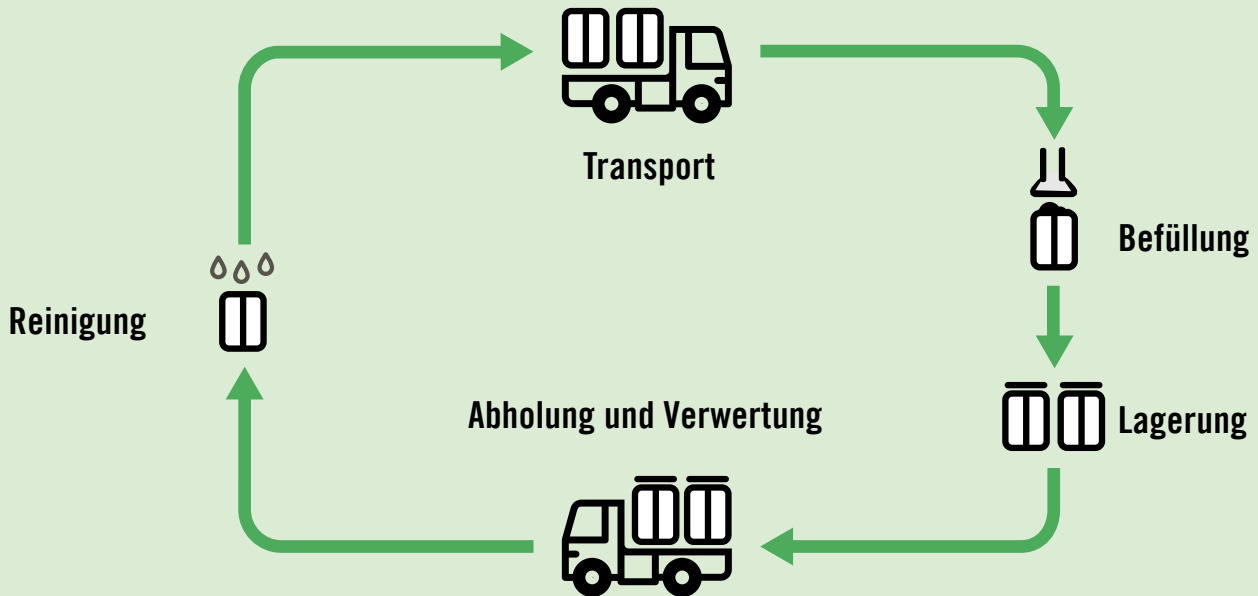 Transport
Befüllung
Reinigung
Abholung und Verwertung
Lagerung